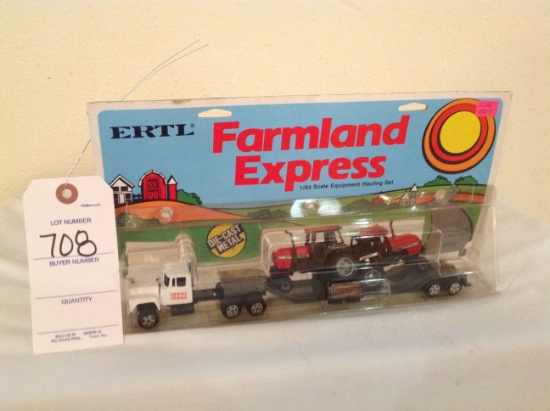 ERTL
Farmland
Express
1/64 Scale Equipment Hauling Set
DIE-CAST
METAL
LOT NUMBER
708
BUYER NUMBER
QUANTITY